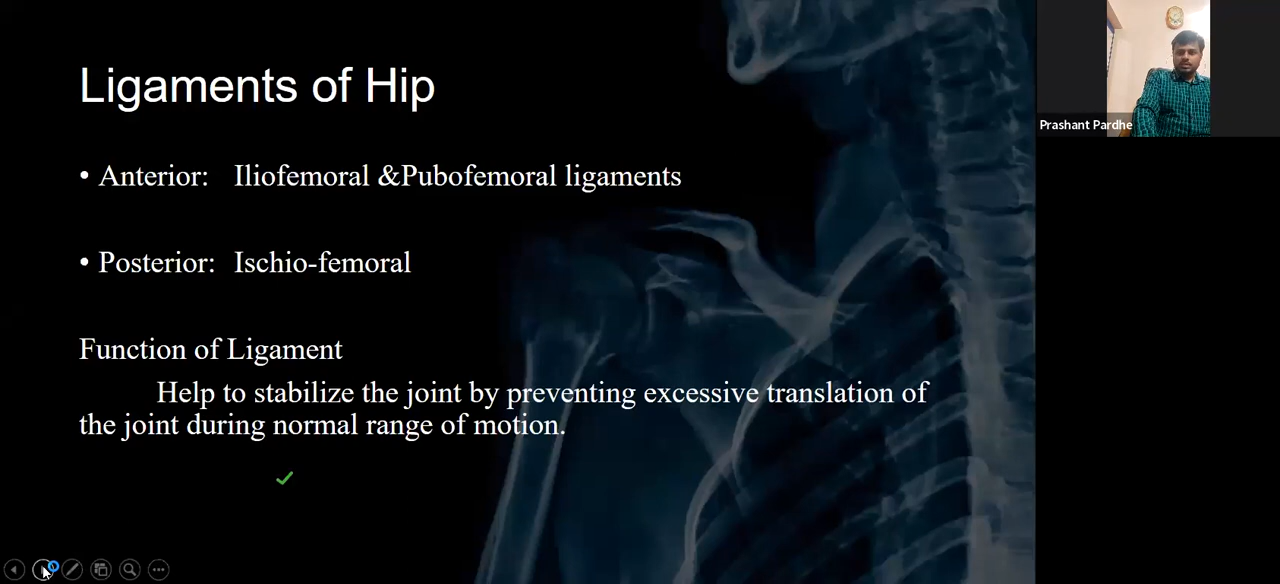 Ligaments of Hip
• Anterior: Iliofemoral &Pubofemoral ligaments
• Posterior: Ischio-femoral
Function of Ligament
Help to stabilize the joint by preventing excessive translation of
the joint during normal range of motion.
Prashant Pardhe